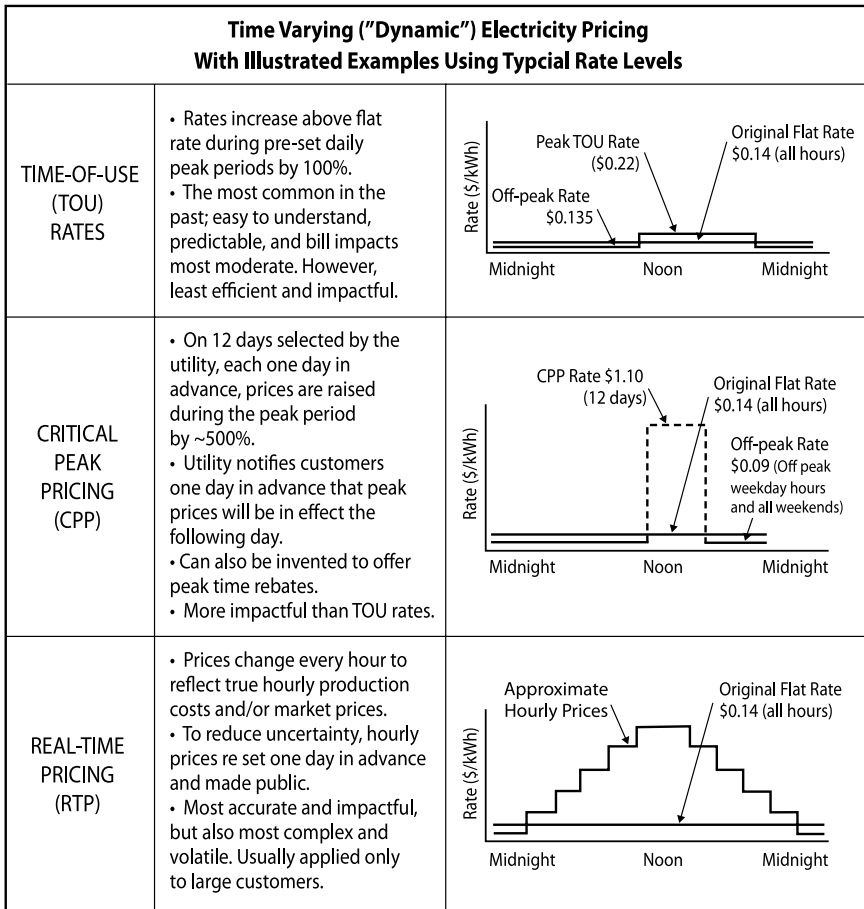 Time Varying (”Dynamic”) Electricity Pricing
With Illustrated Examples Using Typcial Rate Levels
TIME-OF-USE
(TOU)
RATES
• Rates increase above flat
rate during pre-set daily
peak periods by 100%.
• The most common in the
past; easy to understand,
predictable, and bill impacts
most moderate. However,
least efficient and impactful.
Rate ($/kWh)
Peak TOU Rate
($0.22)
Original Flat Rate
$0.14 (all hours)
Off-peak Rate
$0.135
Midnight Noon Midnight
CRITICAL
PEAK
PRICING
(CPP)
• On 12 days selected by the
utility, each one day in
advance, prices are raised
during the peak period
by ~500%.
• Utility notifies customers
one day in advance that peak
prices will be in effect the
following day.
• Can also be invented to offer
peak time rebates.
• More impactful than TOU rates.
Rate ($/kWh)
CPP Rate $1.10
(12 days)
Original Flat Rate
$0.14 (all hours)
Off-peak Rate
$0.09 (Off peak
weekday hours
and all weekends)
Midnight Noon Midnight
REAL-TIME
PRICING
(RTP)
• Prices change every hour to
reflect true hourly production
costs and/or market prices.
• To reduce uncertainty, hourly
prices re set one day in advance
and made public.
• Most accurate and impactful,
but also most complex and
volatile. Usually applied only
to large customers.
Rate ($/kWh)
Approximate
Hourly Prices
Original Flat Rate
$0.14 (all hours)
Midnight Noon Midnight